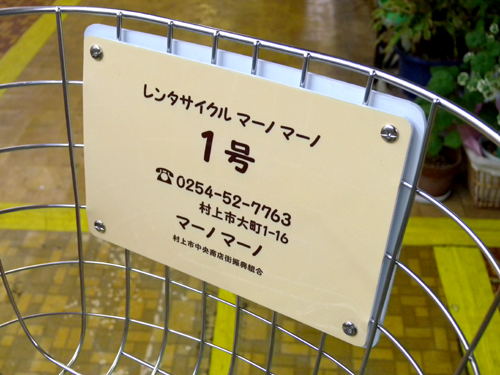 レンタサイクル マーノ マーノ
1号
☎0254-52-7763
村上市大町1-16
マーノ マーノ
村上市中央商店街振興組合